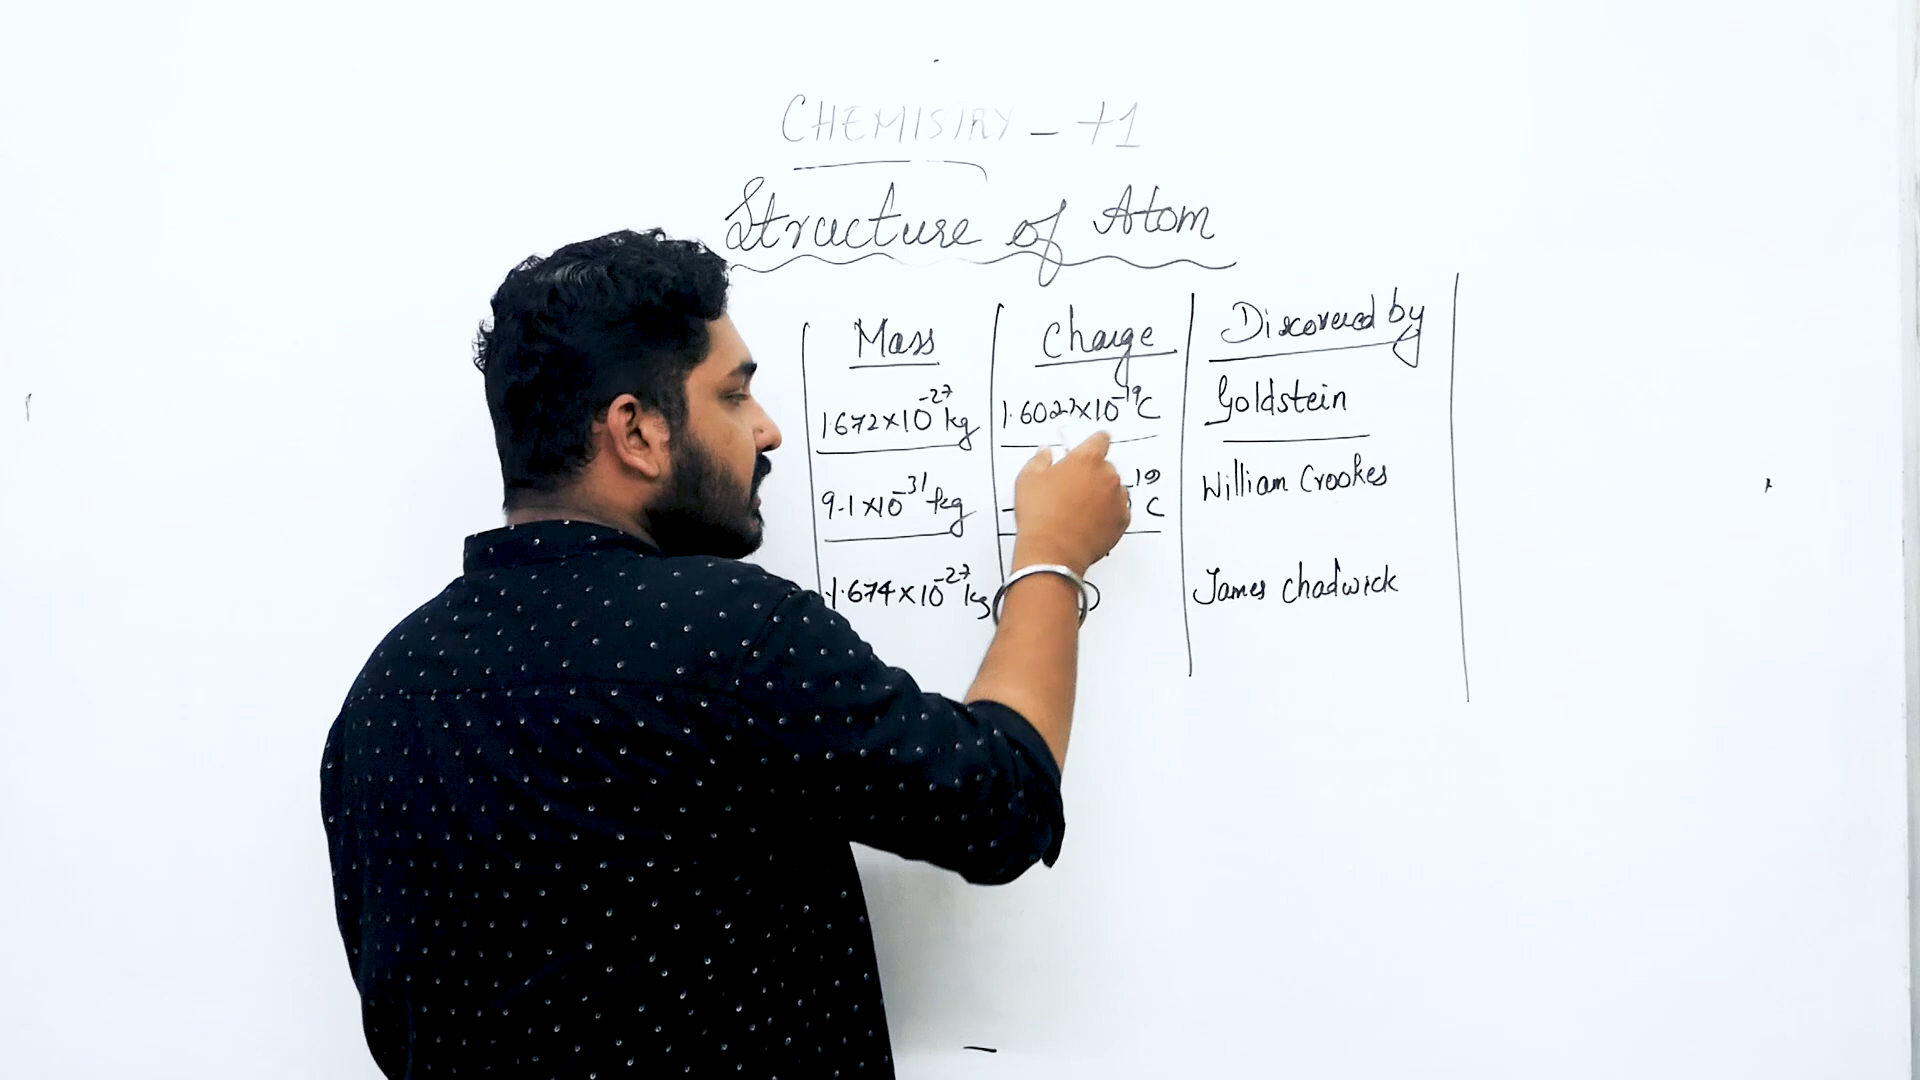 CHEMISTRY - +1
Structure of Atom
Mass Charge Discovered by
1.672×10⁻²⁷ kg 1.6022×10⁻¹⁹C Goldstein
9.1×10⁻³¹ kg C William Crookes
1.674×10⁻²⁷ kg James Chadwick